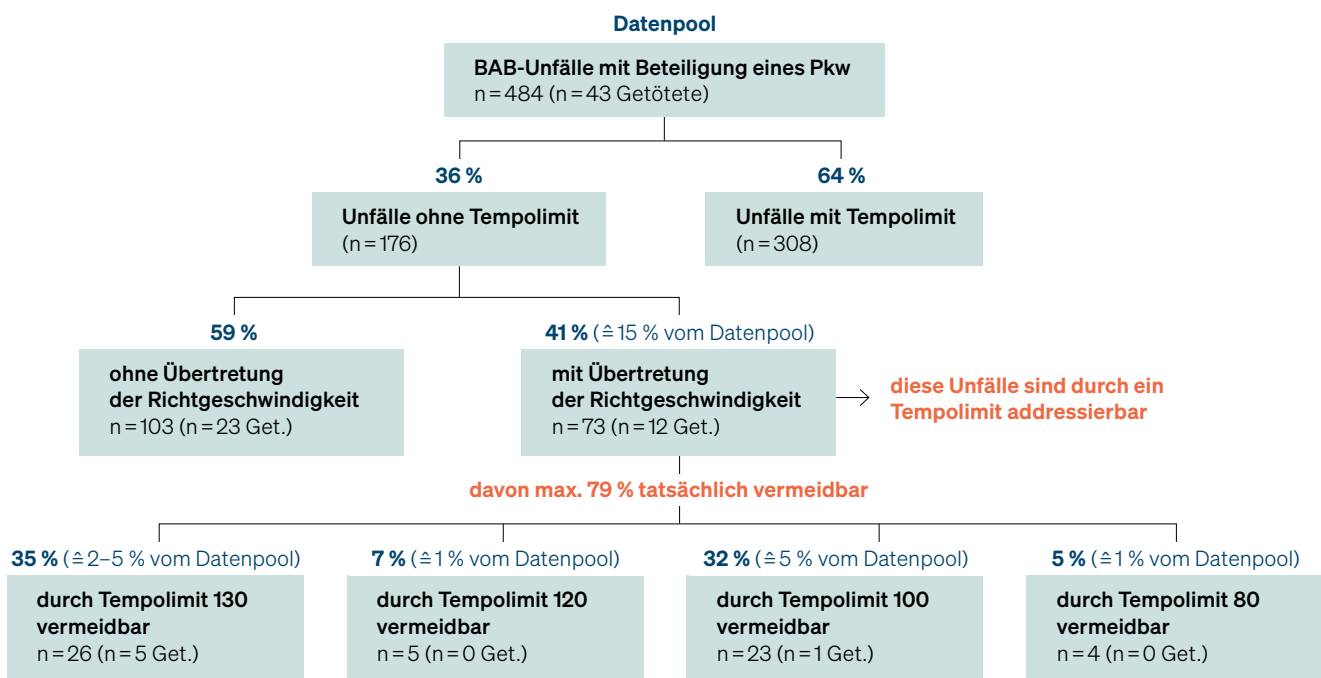 Datenpool
BAB-Unfälle mit Beteiligung eines Pkw
n = 484 (n = 43 Getötete)
36 %
64 %
Unfälle ohne Tempolimit
(n = 176)
Unfälle mit Tempolimit
(n = 308)
59 %
41 % (≙ 15 % vom Datenpool)
ohne Übertretung
der Richtgeschwindigkeit
n = 103 (n = 23 Get.)
mit Übertretung
der Richtgeschwindigkeit
n = 73 (n = 12 Get.)
diese Unfälle sind durch ein
Tempolimit addressierbar
davon max. 79 % tatsächlich vermeidbar
35 % (≙ 2–5 % vom Datenpool)
durch Tempolimit 130
vermeidbar
n = 26 (n = 5 Get.)
7 % (≙ 1 % vom Datenpool)
durch Tempolimit 120
vermeidbar
n = 5 (n = 0 Get.)
32 % (≙ 5 % vom Datenpool)
durch Tempolimit 100
vermeidbar
n = 23 (n = 1 Get.)
5 % (≙ 1 % vom Datenpool)
durch Tempolimit 80
vermeidbar
n = 4 (n = 0 Get.)